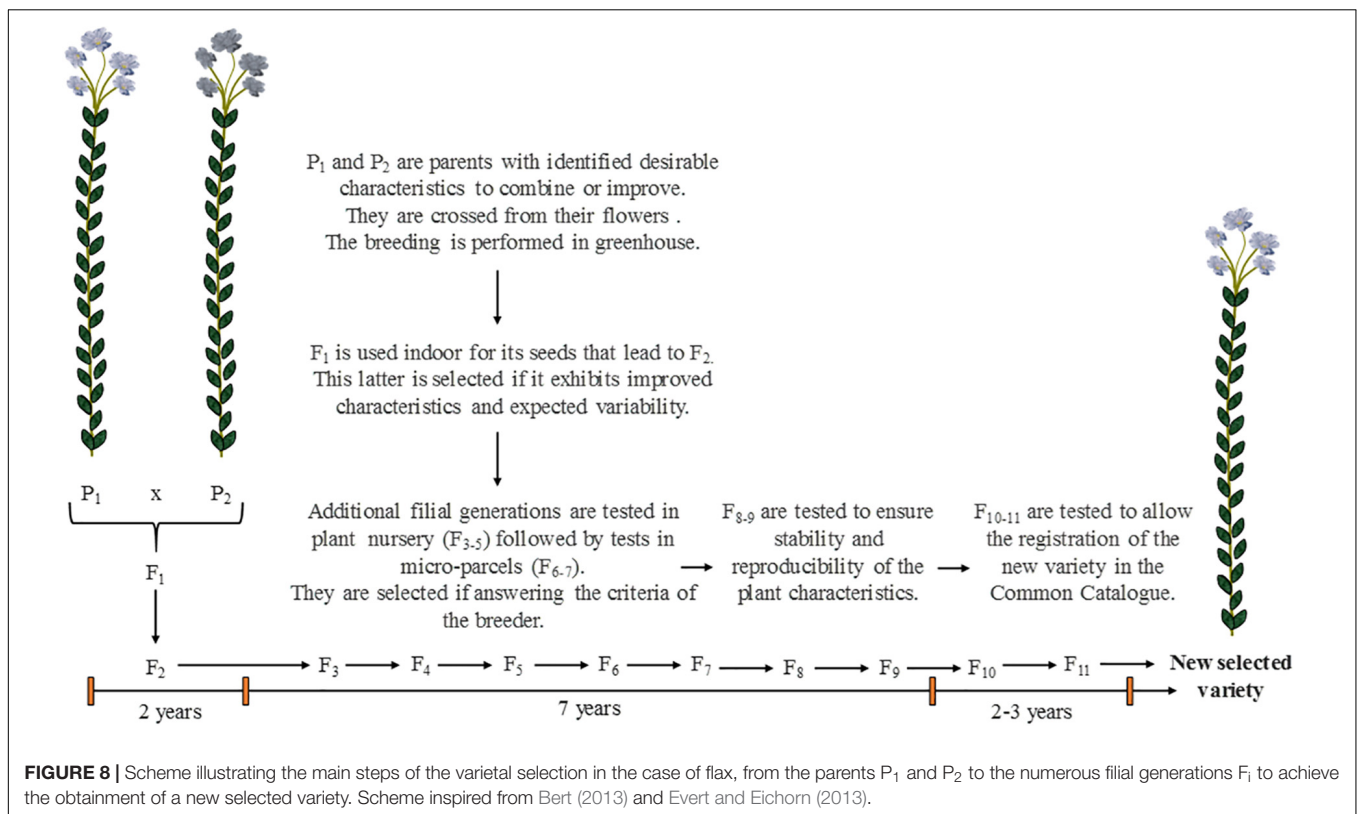 P₁ and P₂ are parents with identified desirable
characteristics to combine or improve.
They are crossed from their flowers .
The breeding is performed in greenhouse.
F₁ is used indoor for its seeds that lead to F₂.
This latter is selected if it exhibits improved
characteristics and expected variability.
P₁ x P₂
F₁
Additional filial generations are tested in
plant nursery (F₃₋₅) followed by tests in
micro-parcels (F₆₋₇).
They are selected if answering the criteria of
the breeder.
F₈₋₉ are tested to ensure
stability and
reproducibility of the
plant characteristics.
F₁₀₋₁₁ are tested to allow
the registration of the
new variety in the
Common Catalogue.
F₂ F₃ F₄ F₅ F₆ F₇ F₈ F₉ F₁₀ F₁₁ New selected
variety
2 years 7 years 2-3 years
FIGURE 8 | Scheme illustrating the main steps of the varietal selection in the case of flax, from the parents P₁ and P₂ to the numerous filial generations Fᵢ to achieve
the obtainment of a new selected variety. Scheme inspired from Bert (2013) and Evert and Eichorn (2013).